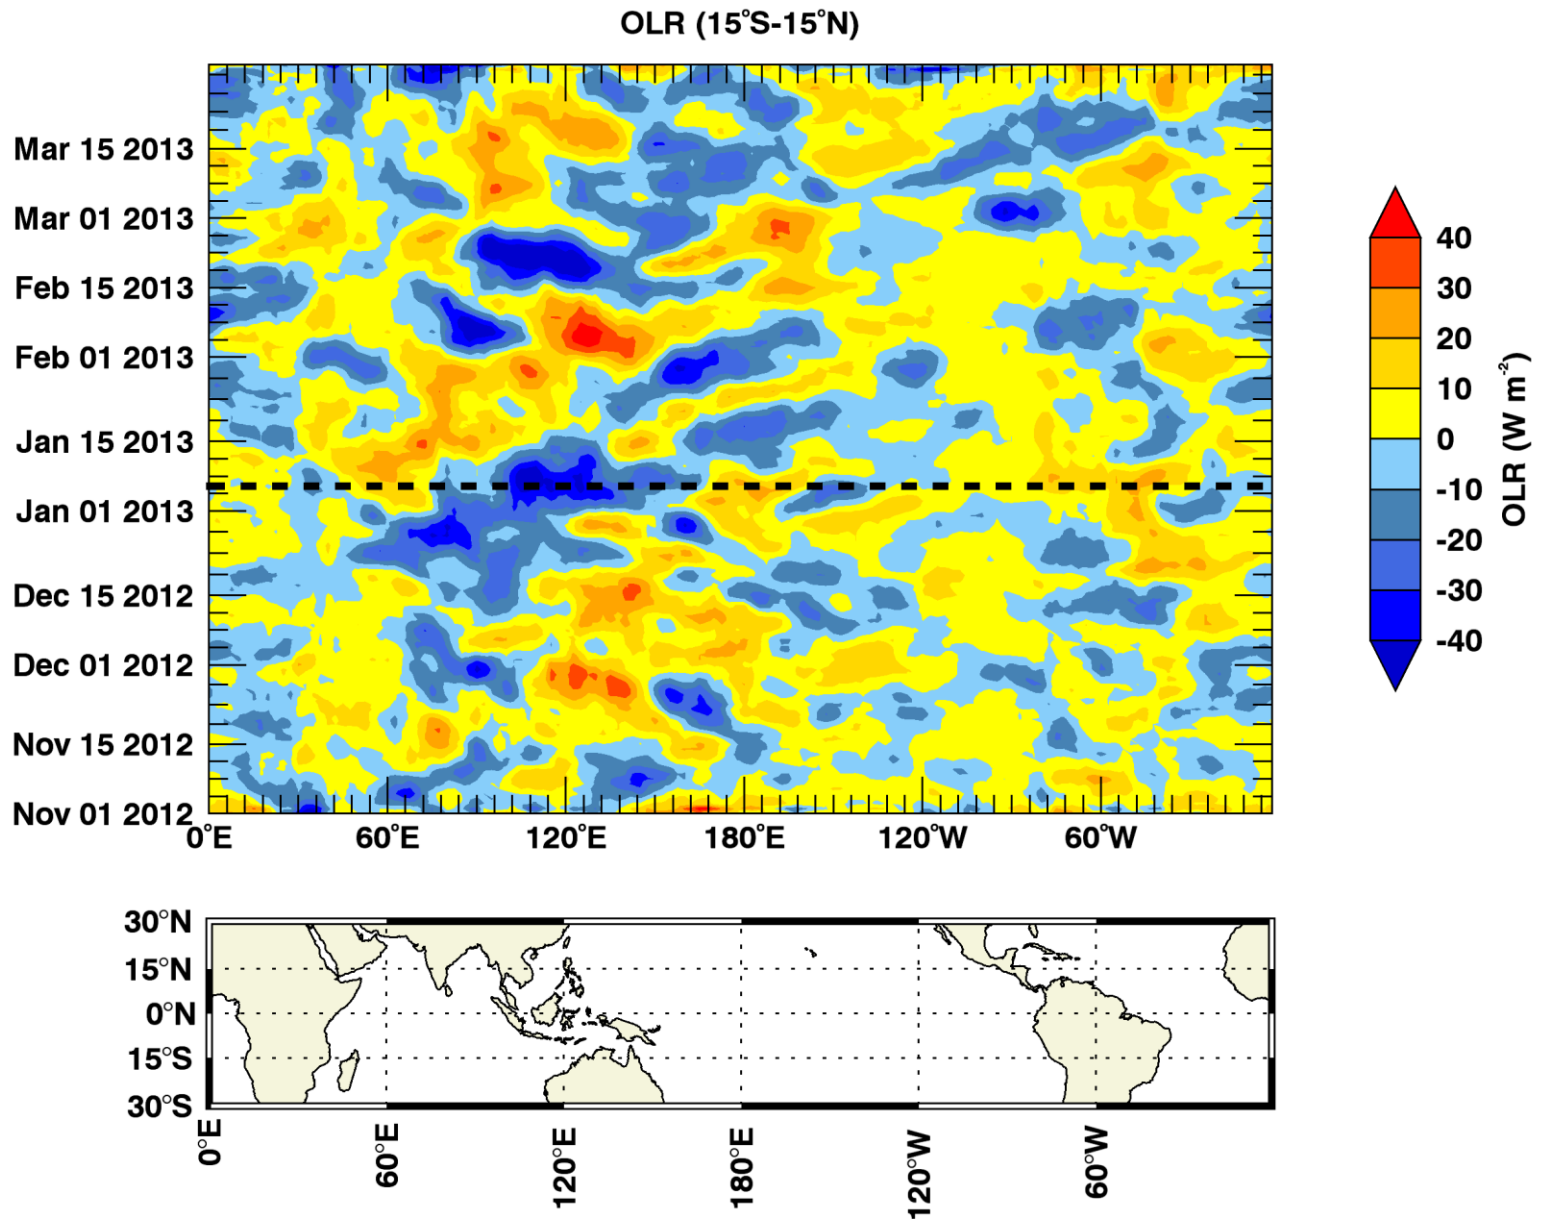 OLR (15°S-15°N)
Mar 15 2013
Mar 01 2013
Feb 15 2013
Feb 01 2013
Jan 15 2013
Jan 01 2013
Dec 15 2012
Dec 01 2012
Nov 15 2012
Nov 01 2012
0°E 60°E 120°E 180°E 120°W 60°W
40
30
20
10
0
-10
-20
-30
-40
OLR (W m⁻²)
30°N
15°N
0°N
15°S
30°S
0°E 60°E 120°E 180°E 120°W 60°W